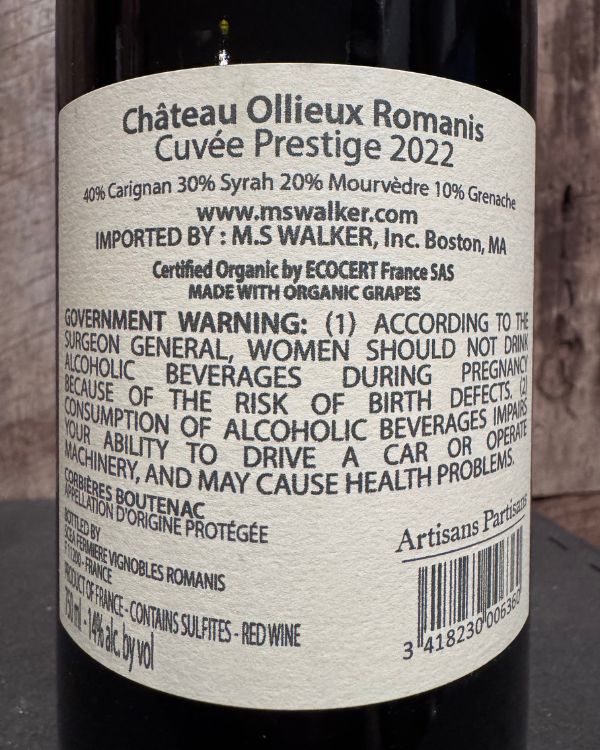 Château Ollieux Romanis
Cuvée Prestige 2022
40% Carignan 30% Syrah 20% Mourvèdre 10% Grenache
www.mswalker.com
IMPORTED BY : M.S WALKER, Inc. Boston, MA
Certified Organic by ECOCERT France SAS
MADE WITH ORGANIC GRAPES
GOVERNMENT WARNING: (1) ACCORDING TO THE
SURGEON GENERAL, WOMEN SHOULD NOT DRINK
ALCOHOLIC BEVERAGES DURING PREGNANCY
BECAUSE OF THE RISK OF BIRTH DEFECTS. (2)
CONSUMPTION OF ALCOHOLIC BEVERAGES IMPAIRS
YOUR ABILITY TO DRIVE A CAR OR OPERATE
MACHINERY, AND MAY CAUSE HEALTH PROBLEMS.
CORBIÈRES BOUTENAC
APPELLATION D'ORIGINE PROTÉGÉE
BOTTLED BY
SCEA FERMIERE VIGNOBLES ROMANIS
F 11200 - FRANCE
PRODUCT OF FRANCE - CONTAINS SULFITES - RED WINE
750 ml - 14% alc. by vol
Artisans Partisans
3 418230 006360